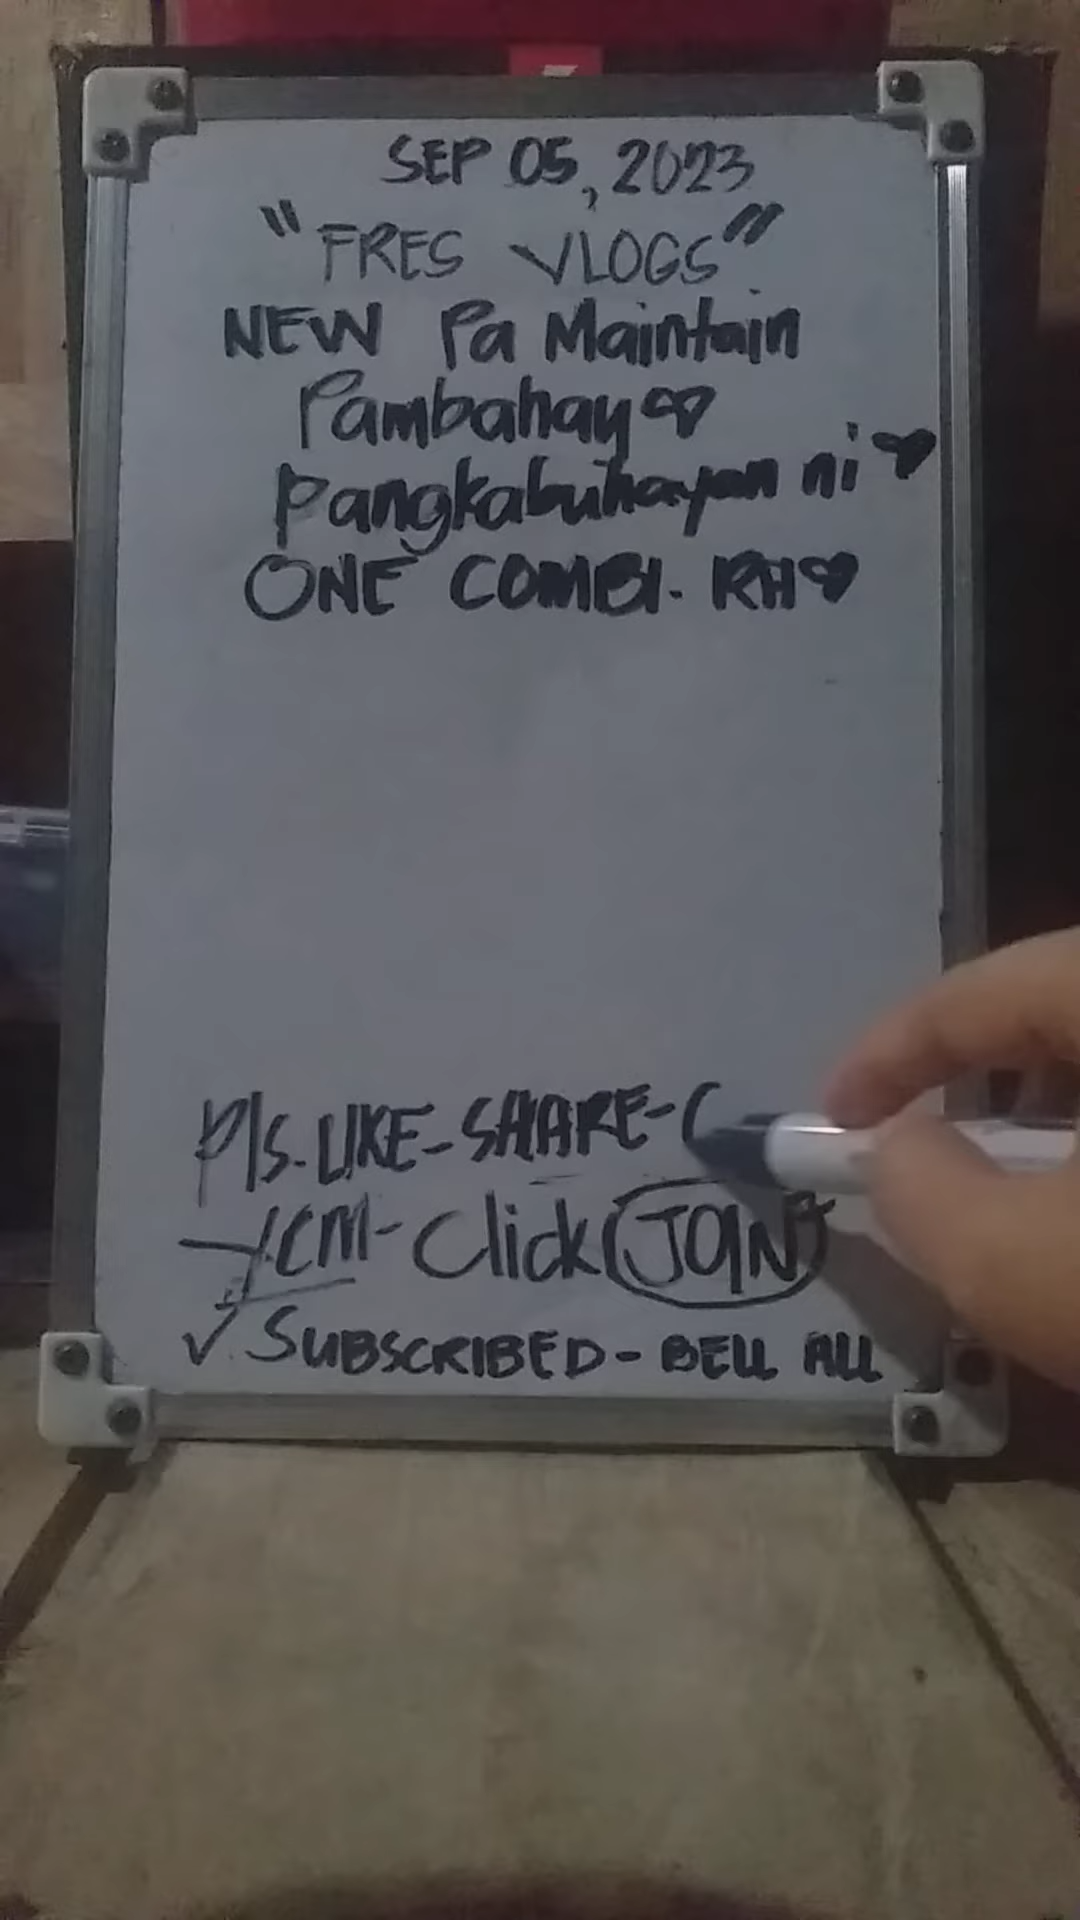 SEP 05, 2023
"FRES VLOGS"
NEW Pa Maintain
Pambahay
Pangkabuhayan ni
ONE COMBI. RH
P/S. LIKE-SHARE-C
Click JOIN
✓ SUBSCRIBED - BELL ALL